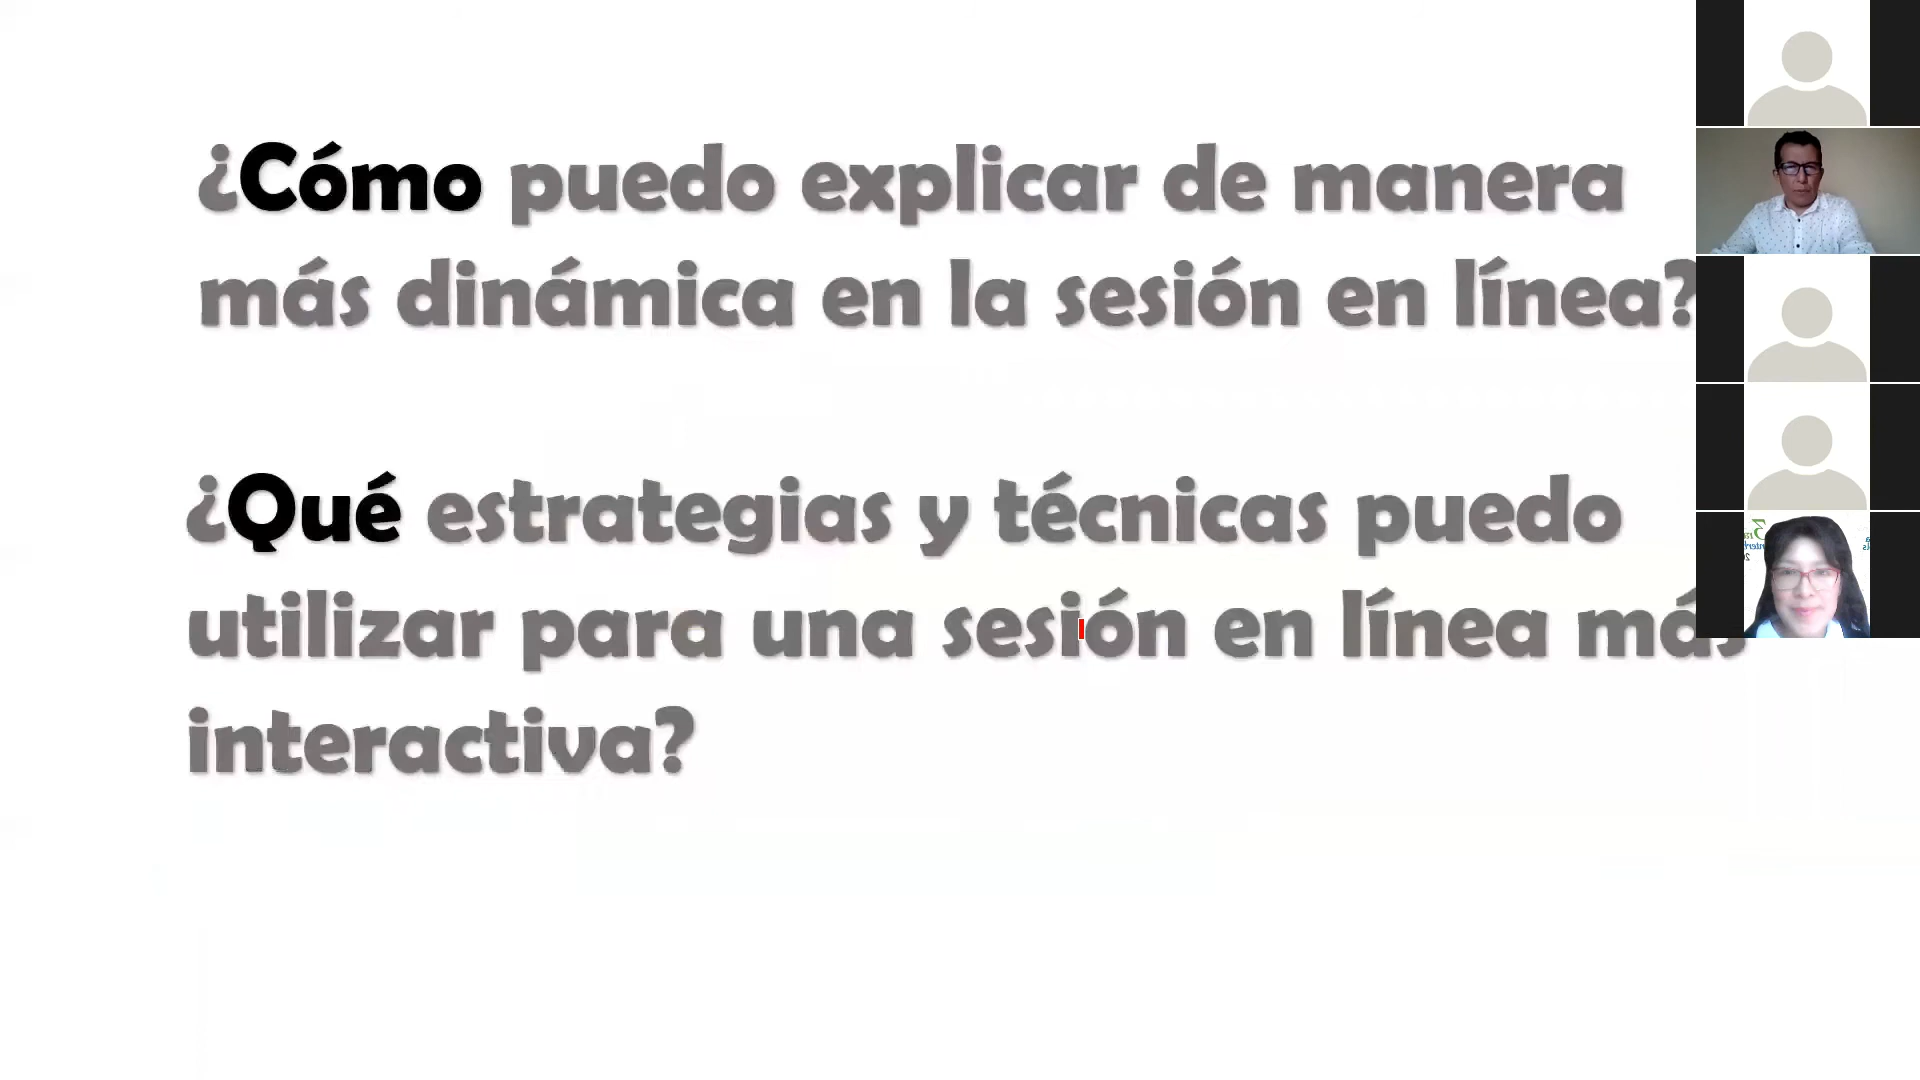 ¿Cómo puedo explicar de manera
más dinámica en la sesión en línea?
¿Qué estrategias y técnicas puedo
utilizar para una sesión en línea más
interactiva?